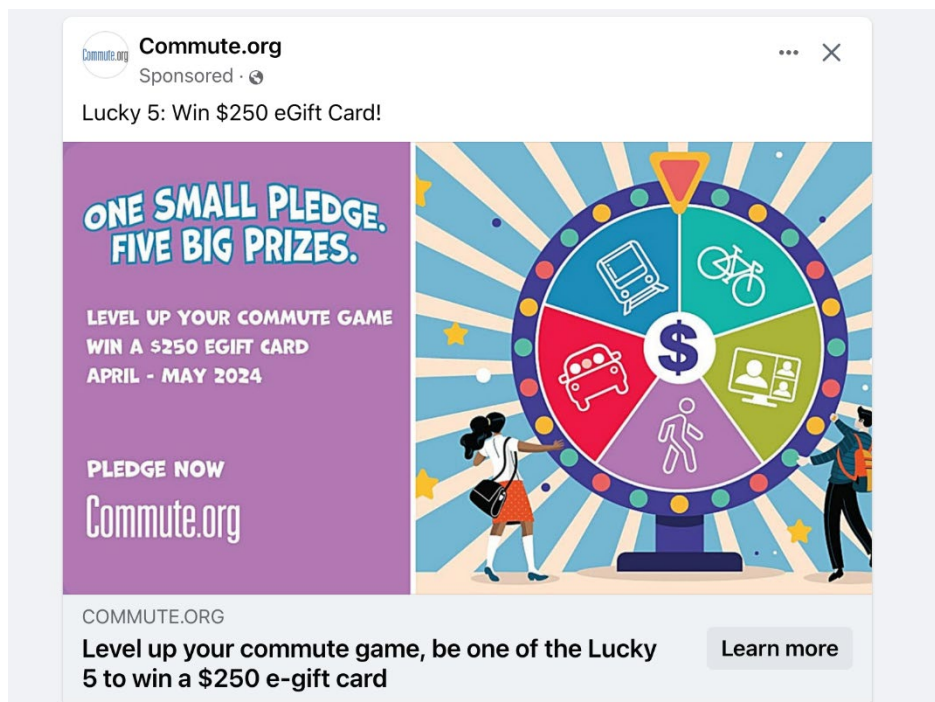 Commute.org
Commute.org
Sponsored ·
Lucky 5: Win $250 eGift Card!
ONE SMALL PLEDGE.
FIVE BIG PRIZES.
LEVEL UP YOUR COMMUTE GAME
WIN A $250 EGIFT CARD
APRIL - MAY 2024
PLEDGE NOW
Commute.org
$
COMMUTE.ORG
Level up your commute game, be one of the Lucky
5 to win a $250 e-gift card
Learn more